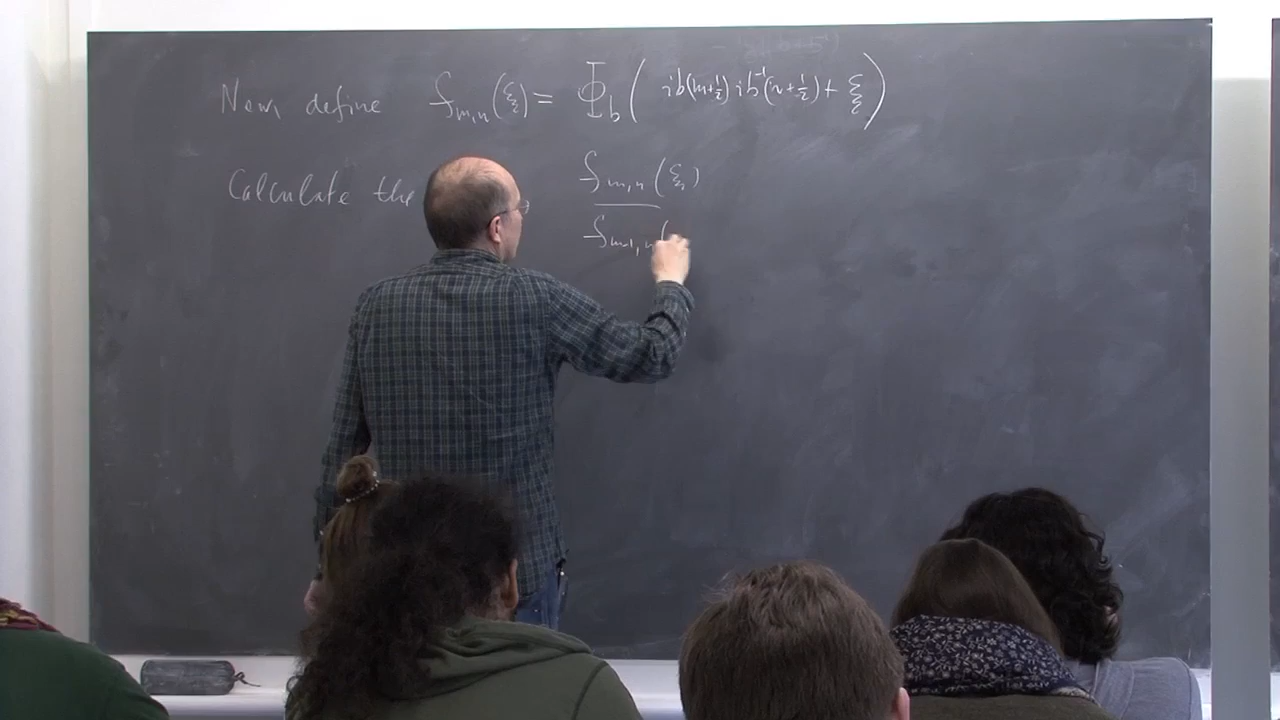 Now, define f_{m,n}(ξ) = Φ_b( ib(m+1/2) ib^{-1}(n+1/2) + ξ )
Calculate the f_{m,n}(ξ)
f_{m-1,n}(